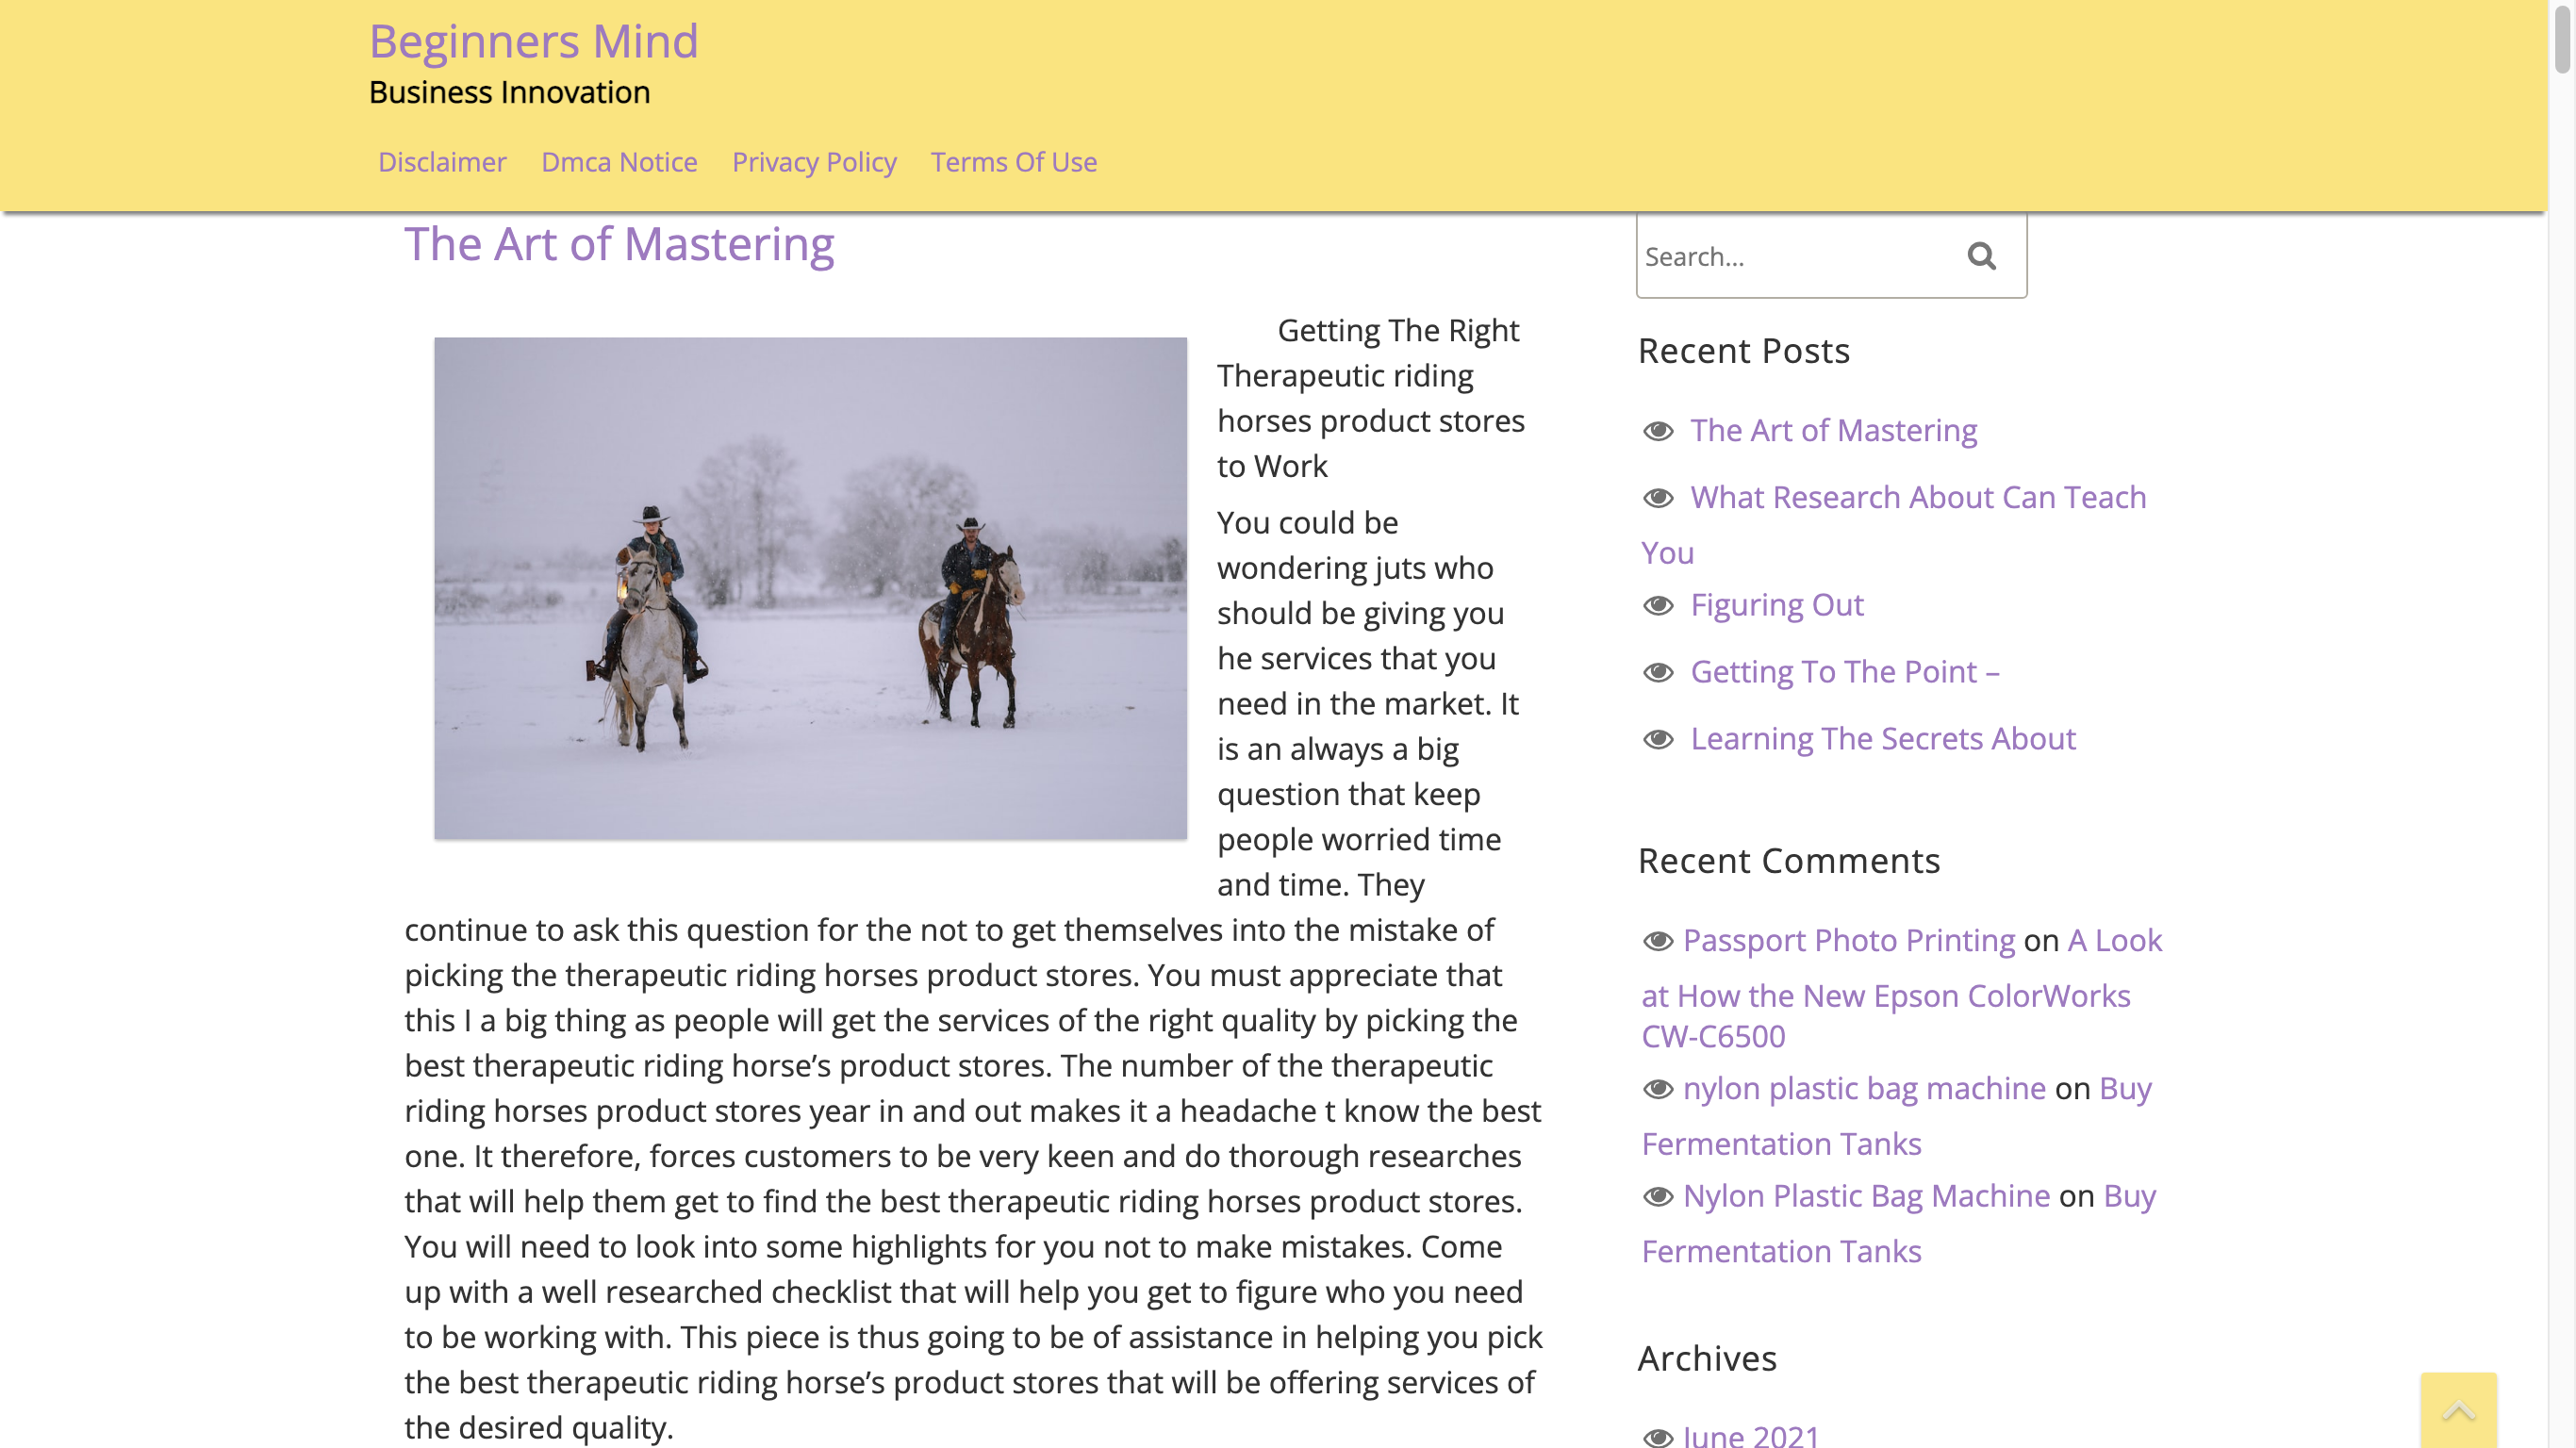 Beginners Mind
Business Innovation
Disclaimer Dmca Notice Privacy Policy Terms Of Use
The Art of Mastering
Getting The Right
Therapeutic riding
horses product stores
to Work
You could be
wondering juts who
should be giving you
he services that you
need in the market. It
is an always a big
question that keep
people worried time
and time. They
continue to ask this question for the not to get themselves into the mistake of
picking the therapeutic riding horses product stores. You must appreciate that
this I a big thing as people will get the services of the right quality by picking the
best therapeutic riding horse’s product stores. The number of the therapeutic
riding horses product stores year in and out makes it a headache t know the best
one. It therefore, forces customers to be very keen and do thorough researches
that will help them get to find the best therapeutic riding horses product stores.
You will need to look into some highlights for you not to make mistakes. Come
up with a well researched checklist that will help you get to figure who you need
to be working with. This piece is thus going to be of assistance in helping you pick
the best therapeutic riding horse’s product stores that will be offering services of
the desired quality.
Search...
Recent Posts
The Art of Mastering
What Research About Can Teach
You
Figuring Out
Getting To The Point –
Learning The Secrets About
Recent Comments
Passport Photo Printing on A Look
at How the New Epson ColorWorks
CW-C6500
nylon plastic bag machine on Buy
Fermentation Tanks
Nylon Plastic Bag Machine on Buy
Fermentation Tanks
Archives
June 2021